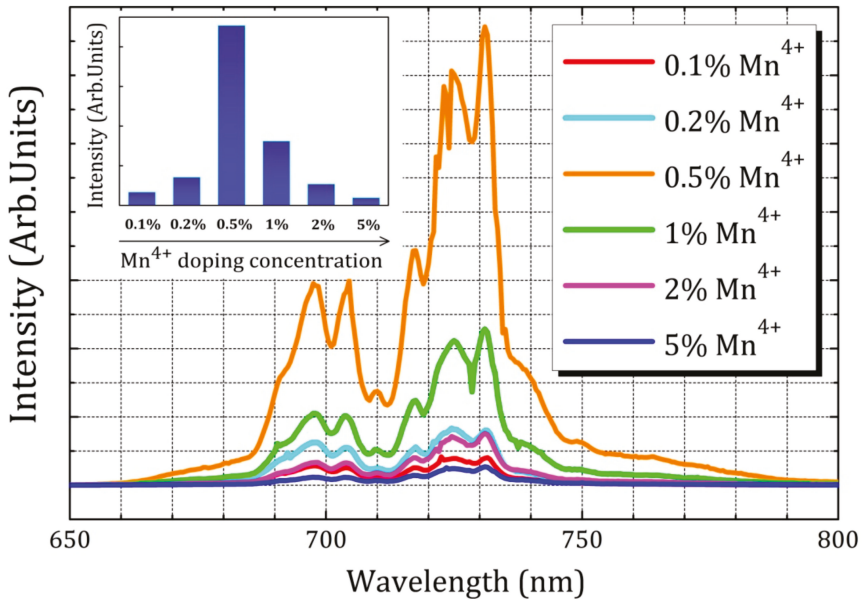 Intensity (Arb.Units)
Intensity (Arb.Units)
0.1% 0.2% 0.5% 1% 2% 5%
Mn⁴⁺ doping concentration
0.1% Mn⁴⁺
0.2% Mn⁴⁺
0.5% Mn⁴⁺
1% Mn⁴⁺
2% Mn⁴⁺
5% Mn⁴⁺
650 700 750 800
Wavelength (nm)